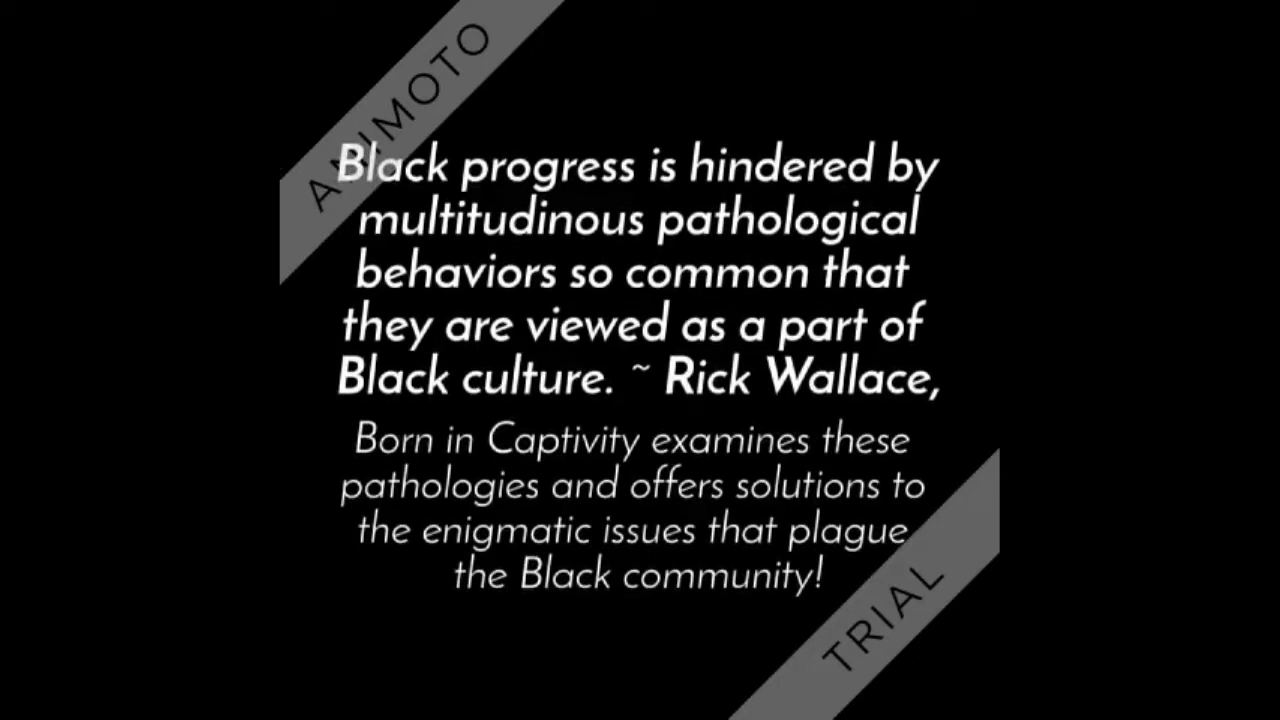 ANIMOTO
Black progress is hindered by
multitudinous pathological
behaviors so common that
they are viewed as a part of
Black culture. ~ Rick Wallace,
Born in Captivity examines these
pathologies and offers solutions to
the enigmatic issues that plague
the Black community!
TRIAL